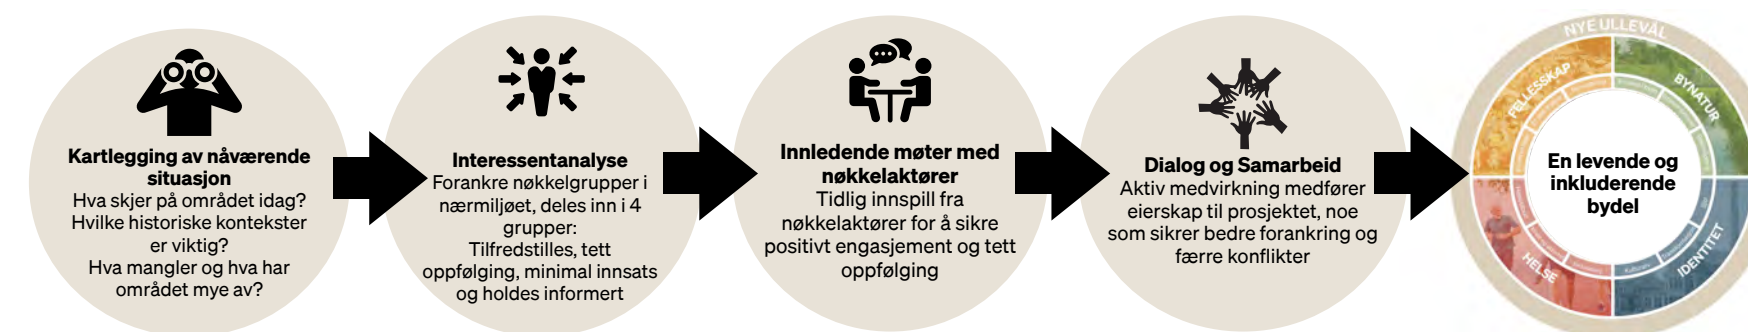 Kartlegging av nåværende
situasjon
Hva skjer på området idag?
Hvilke historiske kontekster
er viktig?
Hva mangler og hva har
området mye av?
Interessentanalyse
Forankre nøkkelgrupper i
nærmiljøet, deles inn i 4
grupper:
Tilfredstilles, tett
oppfølging, minimal innsats
og holdes informert
Innledende møter med
nøkkelaktører
Tidlig innspill fra
nøkkelaktører for å sikre
positivt engasjement og tett
oppfølging
Dialog og Samarbeid
Aktiv medvirkning medfører
eierskap til prosjektet, noe
som sikrer bedre forankring og
færre konflikter
NYE ULLEVÅL
FELLESSKAP
BYNATUR
En levende og
inkluderende
bydel
HELSE
IDENTITET